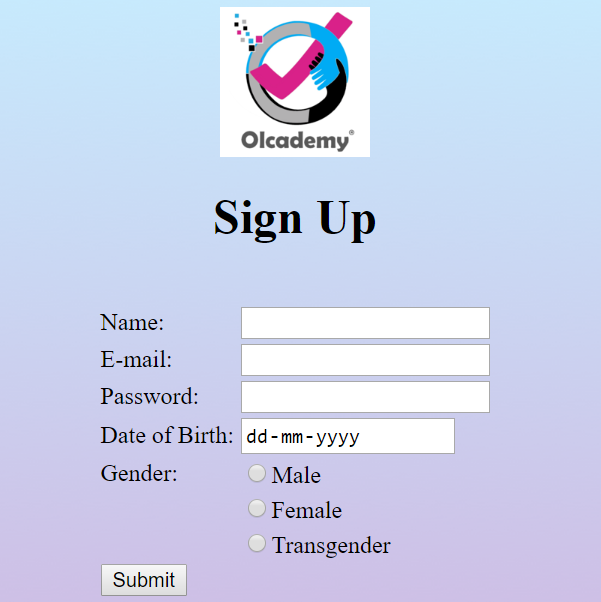 Olcademy®
Sign Up
Name:
E-mail:
Password:
Date of Birth: dd-mm-yyyy
Gender: Male
Female
Transgender
Submit